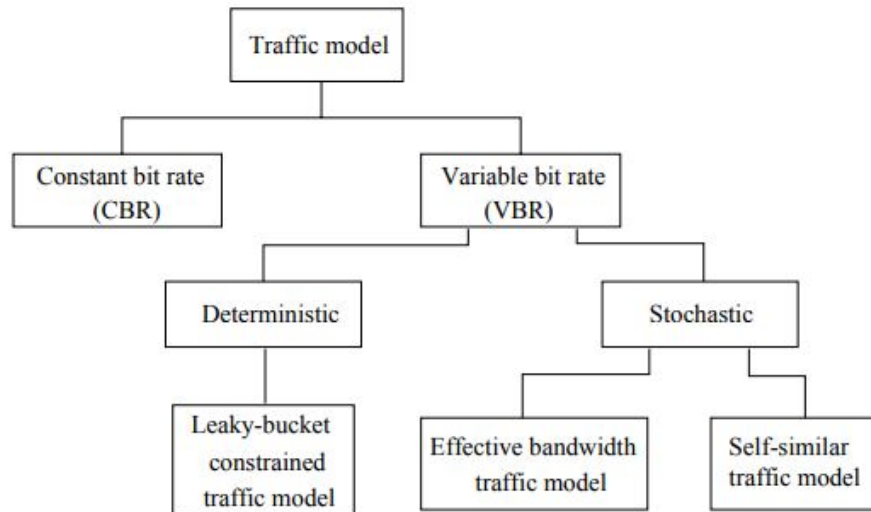 Traffic model
Constant bit rate
(CBR)
Variable bit rate
(VBR)
Deterministic
Stochastic
Leaky-bucket
constrained
traffic model
Effective bandwidth
traffic model
Self-similar
traffic model